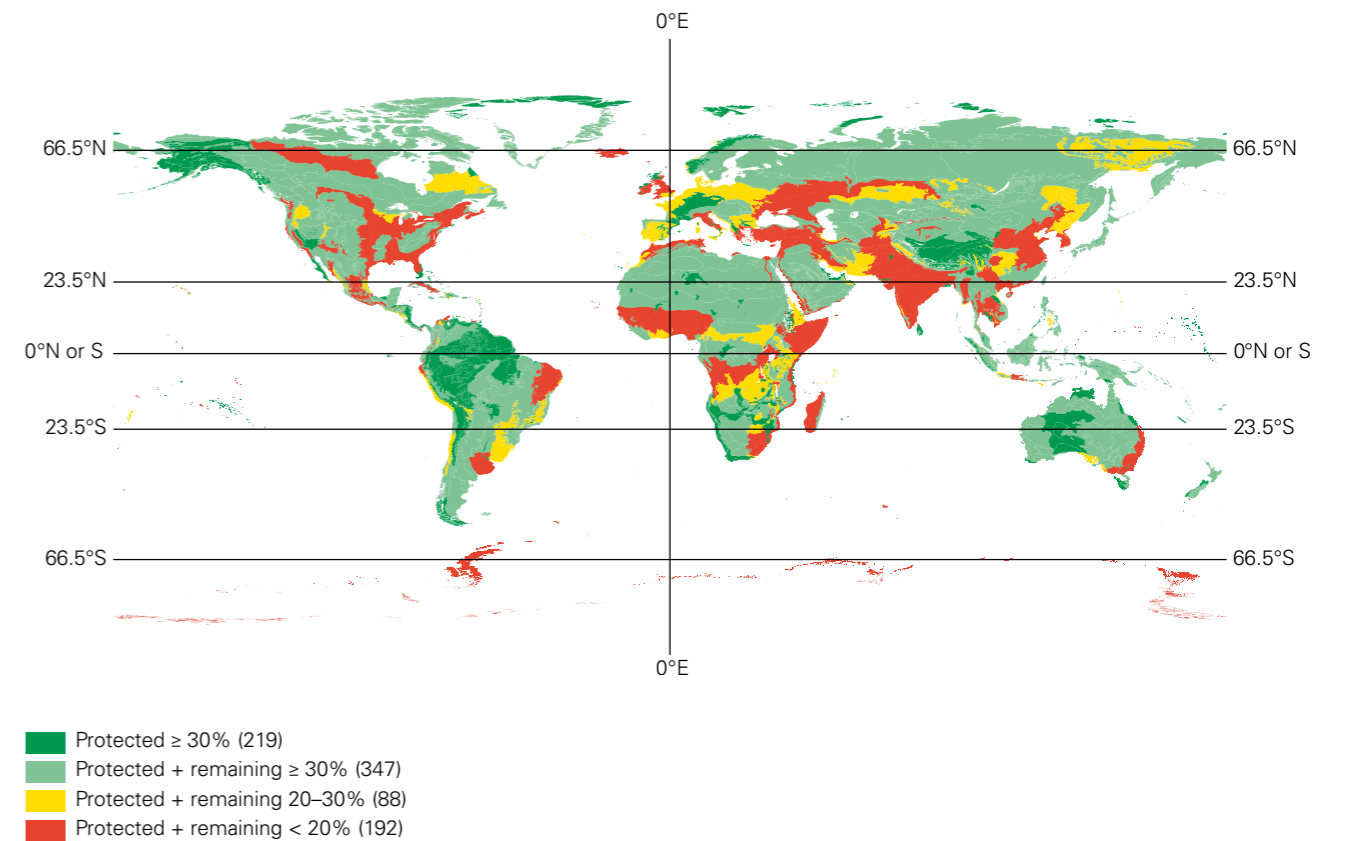 0°E
66.5°N 66.5°N
23.5°N 23.5°N
0°N or S 0°N or S
23.5°S 23.5°S
66.5°S 66.5°S
0°E
Protected ≥ 30% (219)
Protected + remaining ≥ 30% (347)
Protected + remaining 20–30% (88)
Protected + remaining < 20% (192)